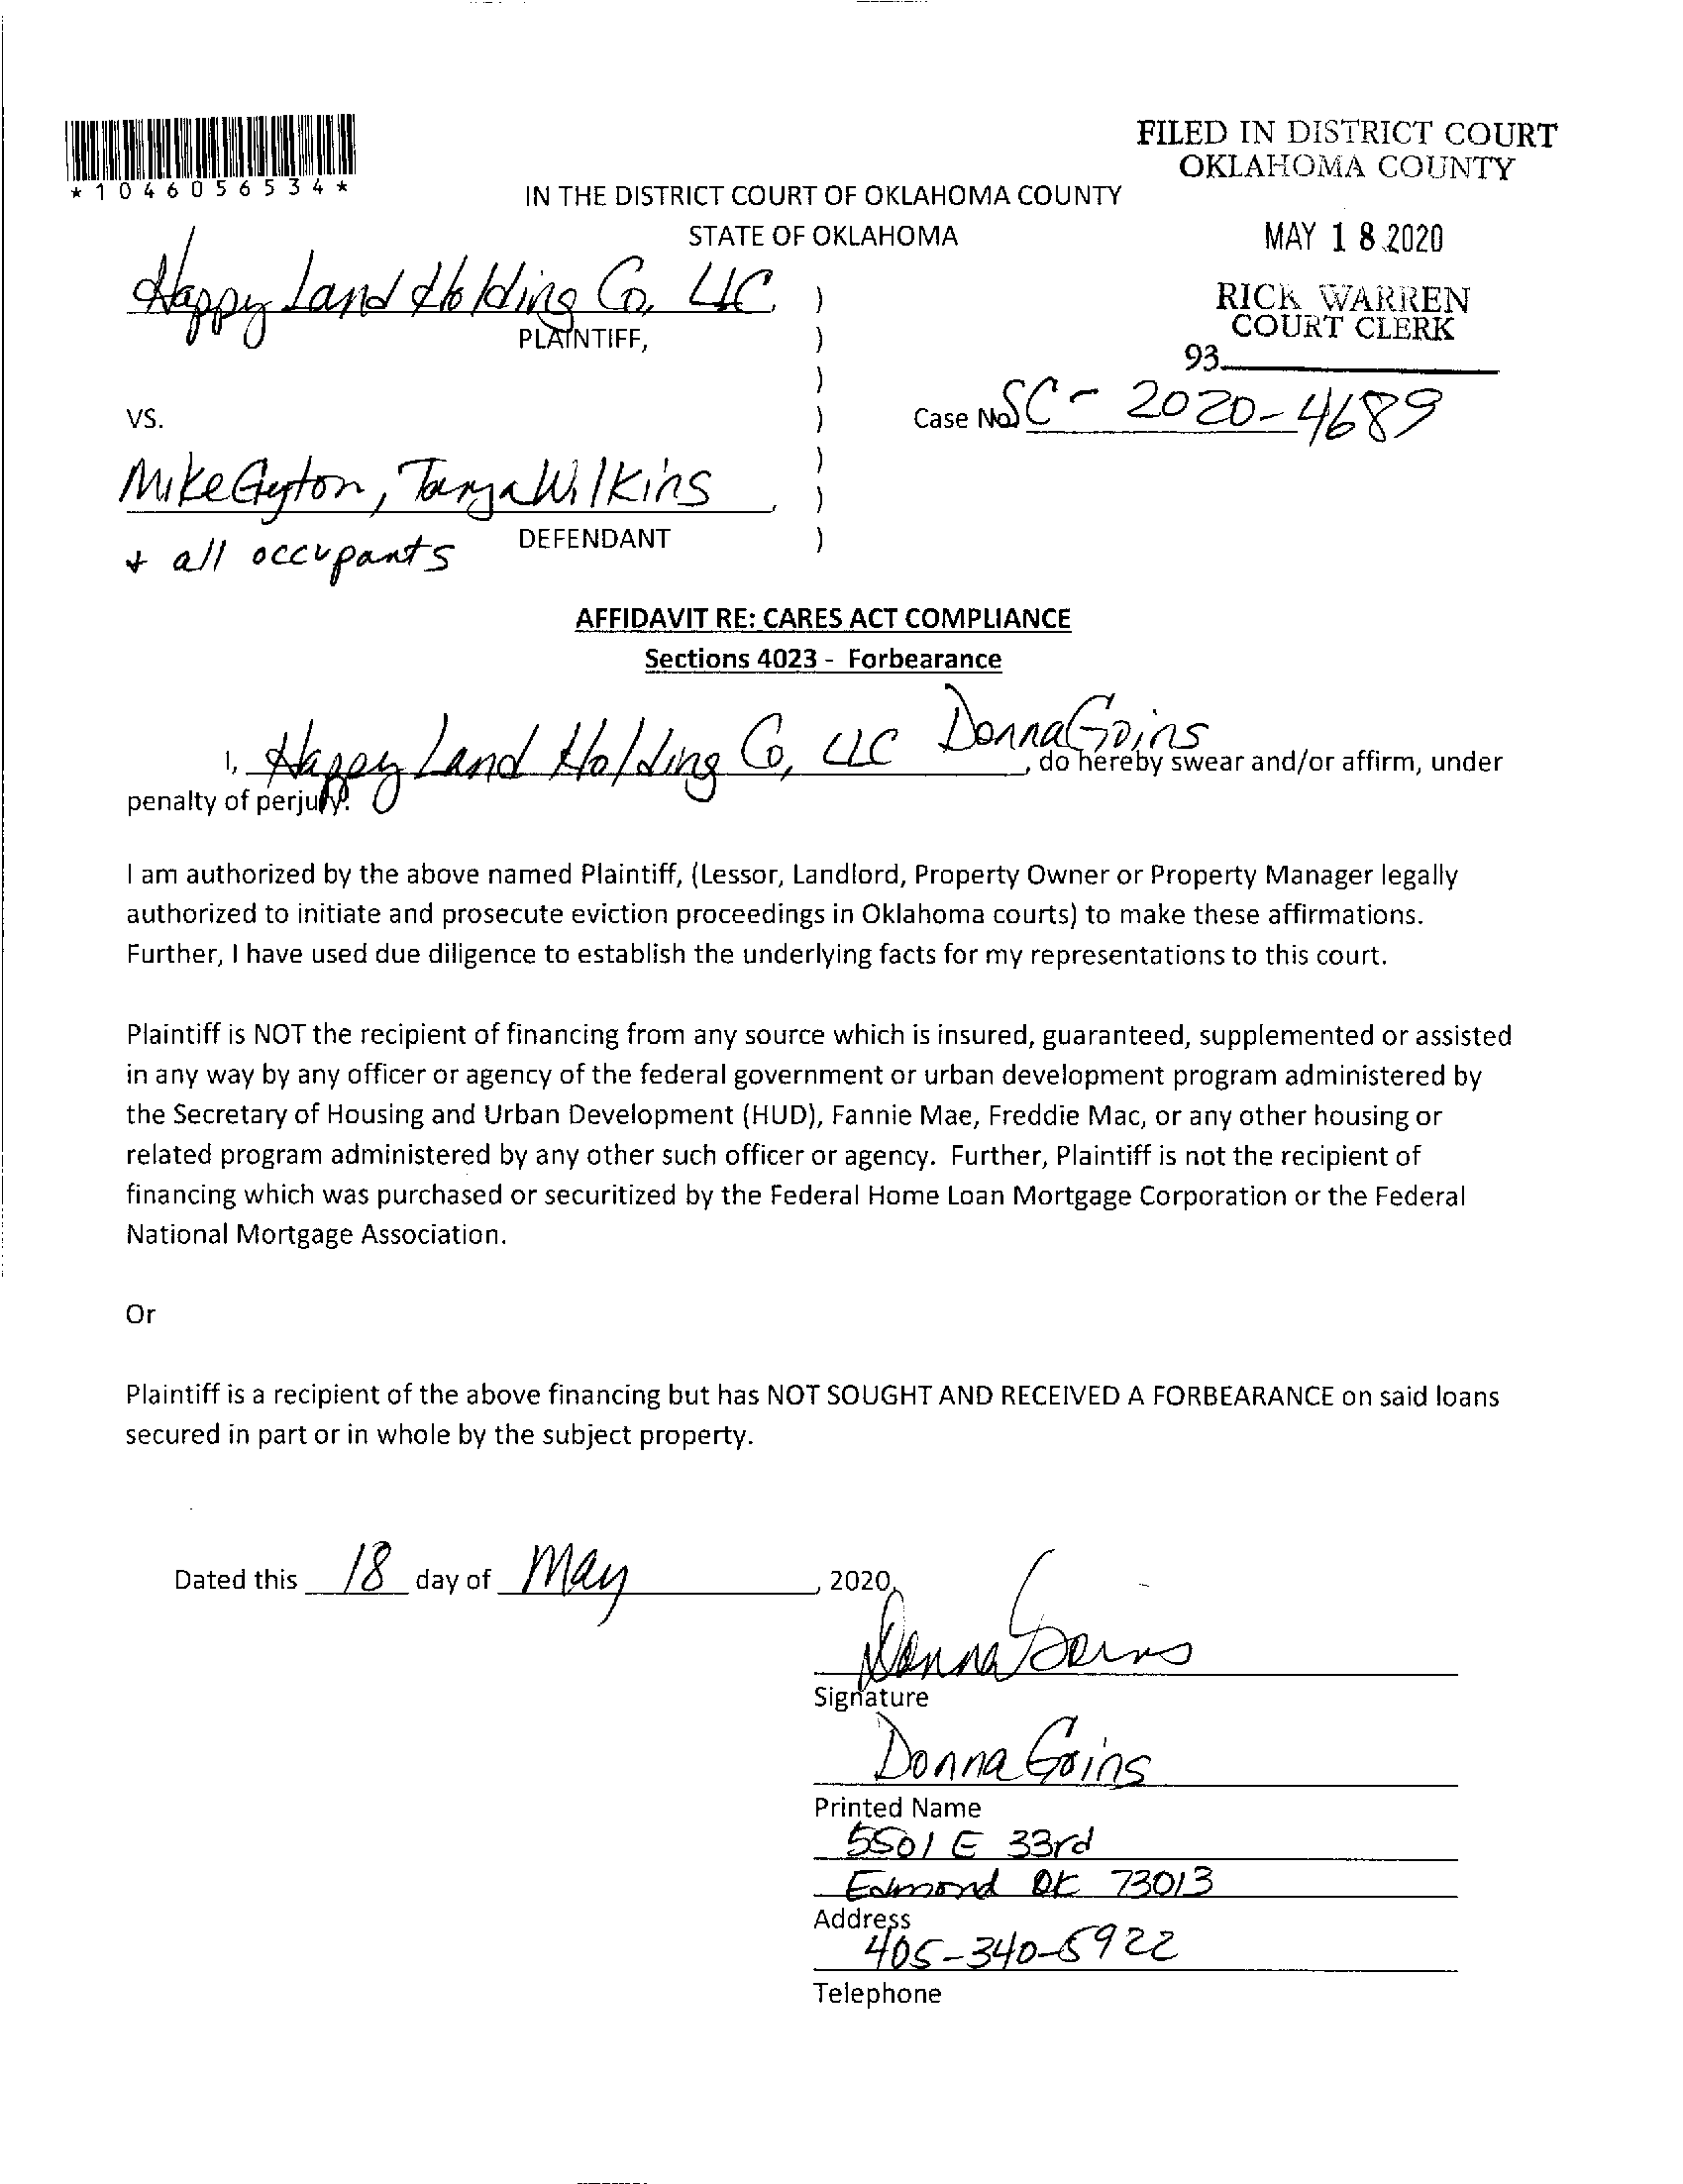 FILED IN DISTRICT COURT
OKLAHOMA COUNTY
*1046056534*
IN THE DISTRICT COURT OF OKLAHOMA COUNTY
STATE OF OKLAHOMA
MAY 18 2020
Happy Land Holding Co, LLC )
RICK WARREN
COURT CLERK
PLAINTIFF, )
93
)
VS. ) Case No. SC-2020-4689
)
Mike Gyton, Tanya Wilkins, )
+ all occupants DEFENDANT )
AFFIDAVIT RE: CARES ACT COMPLIANCE
Sections 4023 - Forbearance
I, Happy Land Holding Co, LLC Donna Goins, do hereby swear and/or affirm, under
penalty of perjury:
I am authorized by the above named Plaintiff, (Lessor, Landlord, Property Owner or Property Manager legally
authorized to initiate and prosecute eviction proceedings in Oklahoma courts) to make these affirmations.
Further, I have used due diligence to establish the underlying facts for my representations to this court.
Plaintiff is NOT the recipient of financing from any source which is insured, guaranteed, supplemented or assisted
in any way by any officer or agency of the federal government or urban development program administered by
the Secretary of Housing and Urban Development (HUD), Fannie Mae, Freddie Mac, or any other housing or
related program administered by any other such officer or agency. Further, Plaintiff is not the recipient of
financing which was purchased or securitized by the Federal Home Loan Mortgage Corporation or the Federal
National Mortgage Association.
Or
Plaintiff is a recipient of the above financing but has NOT SOUGHT AND RECEIVED A FORBEARANCE on said loans
secured in part or in whole by the subject property.
Dated this 18 day of May, 2020.
Donna Goins
Signature
Donna Goins
Printed Name
5501 E 33rd
Edmond OK 73013
Address
405-340-5922
Telephone